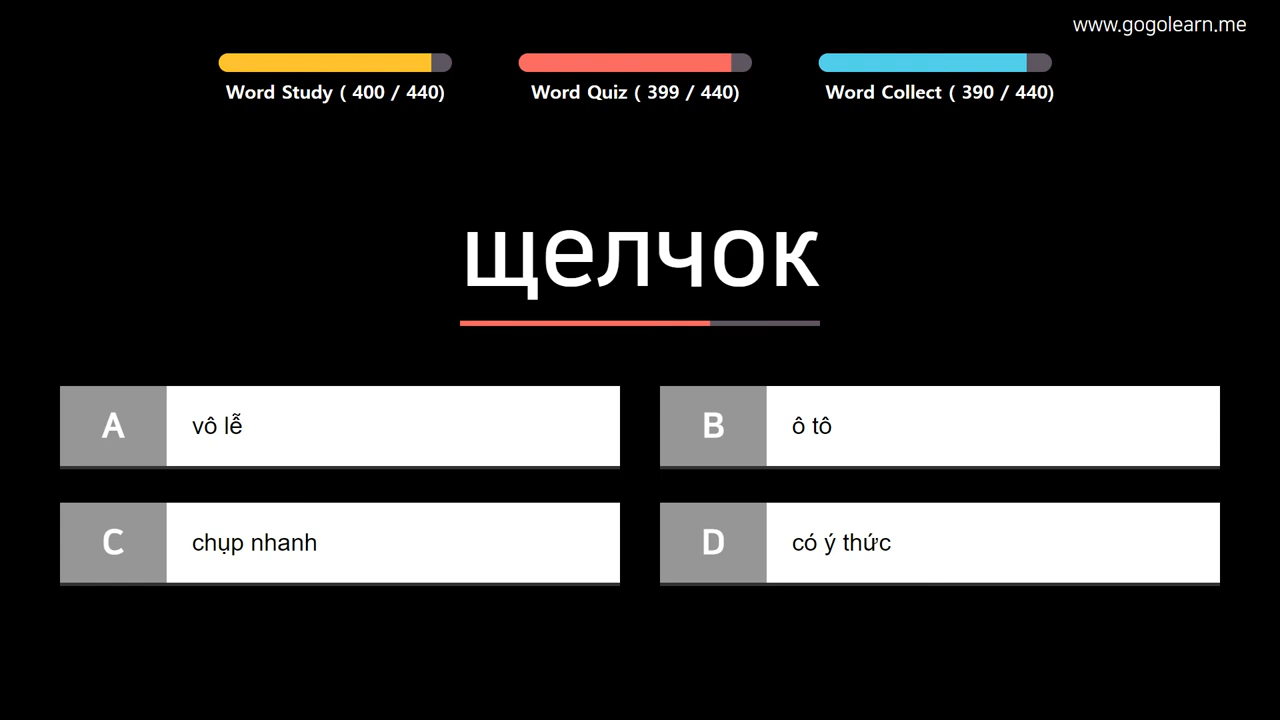 www.gogolearn.me
Word Study ( 400 / 440)
Word Quiz ( 399 / 440)
Word Collect ( 390 / 440)
щелчок
A vô lễ
B ô tô
C chụp nhanh
D có ý thức